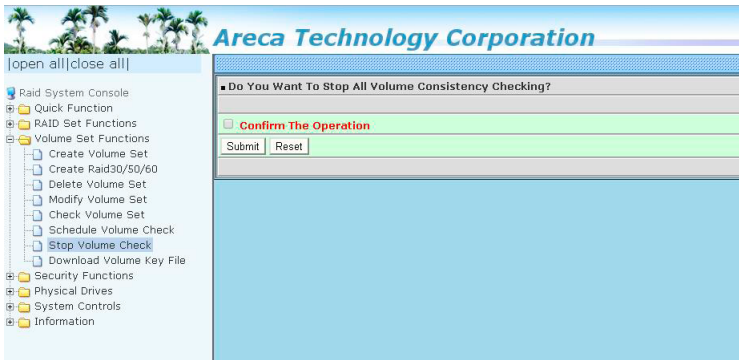 Areca Technology Corporation
|open all|close all|
Raid System Console
Quick Function
RAID Set Functions
Volume Set Functions
Create Volume Set
Create Raid30/50/60
Delete Volume Set
Modify Volume Set
Check Volume Set
Schedule Volume Check
Stop Volume Check
Download Volume Key File
Security Functions
Physical Drives
System Controls
Information
Do You Want To Stop All Volume Consistency Checking?
Confirm The Operation
Submit Reset